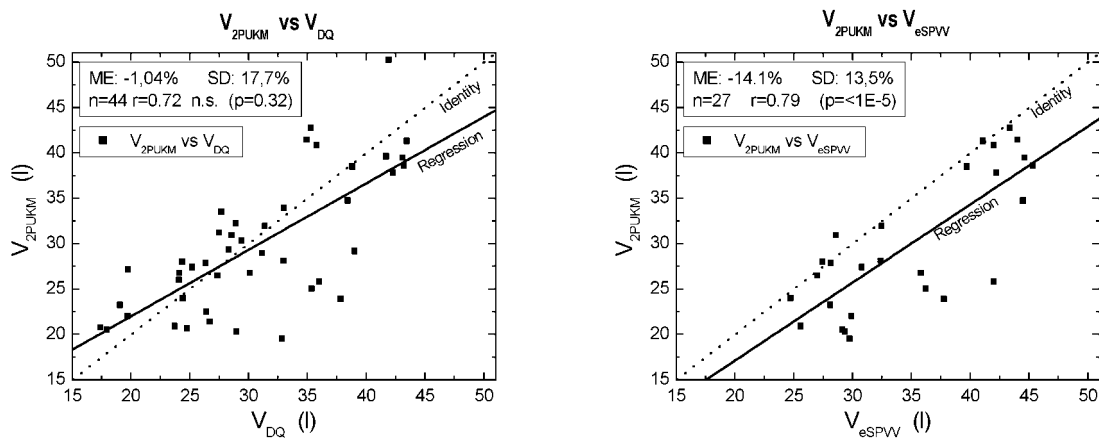 V2PUKM vs VDQ
ME: -1,04% SD: 17,7%
n=44 r=0.72 n.s. (p=0.32)
V2PUKM vs VDQ
Identity
Regression
V2PUKM (l)
50
45
40
35
30
25
20
15
15 20 25 30 35 40 45 50
VDQ (l)
V2PUKM vs VeSPVV
ME: -14.1% SD: 13,5%
n=27 r=0.79 (p=<1E-5)
V2PUKM vs VeSPVV
Identity
Regression
V2PUKM (l)
50
45
40
35
30
25
20
15
15 20 25 30 35 40 45 50
VeSPVV (l)